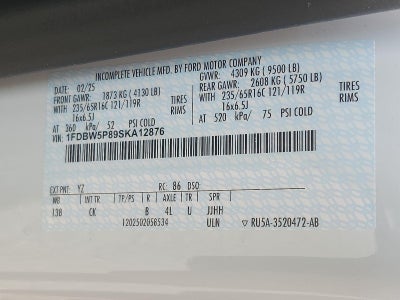 INCOMPLETE VEHICLE MFD. BY FORD MOTOR COMPANY
DATE: 02/25 GVWR: 4309 KG ( 9500 LB)
FRONT GAWR: 1873 KG ( 4130 LB) REAR GAWR: 2608 KG ( 5750 LB)
WITH 235/65R16C 121/119R TIRES WITH 235/65R16C 121/119R TIRES
16x6.5J RIMS 16x6.5J RIMS
AT 360 kPa/ 52 PSI COLD AT 520 kPa/ 75 PSI COLD
VIN: 1FDBW5P89SKA12876
EXT PNT: YZ RC: 86 DSO:
WB INT TR TP/PS R AXLE TR SPR
138 CK B 4L U JJHH
1202502058534 ULN ▽ RU5A-3520472-AB